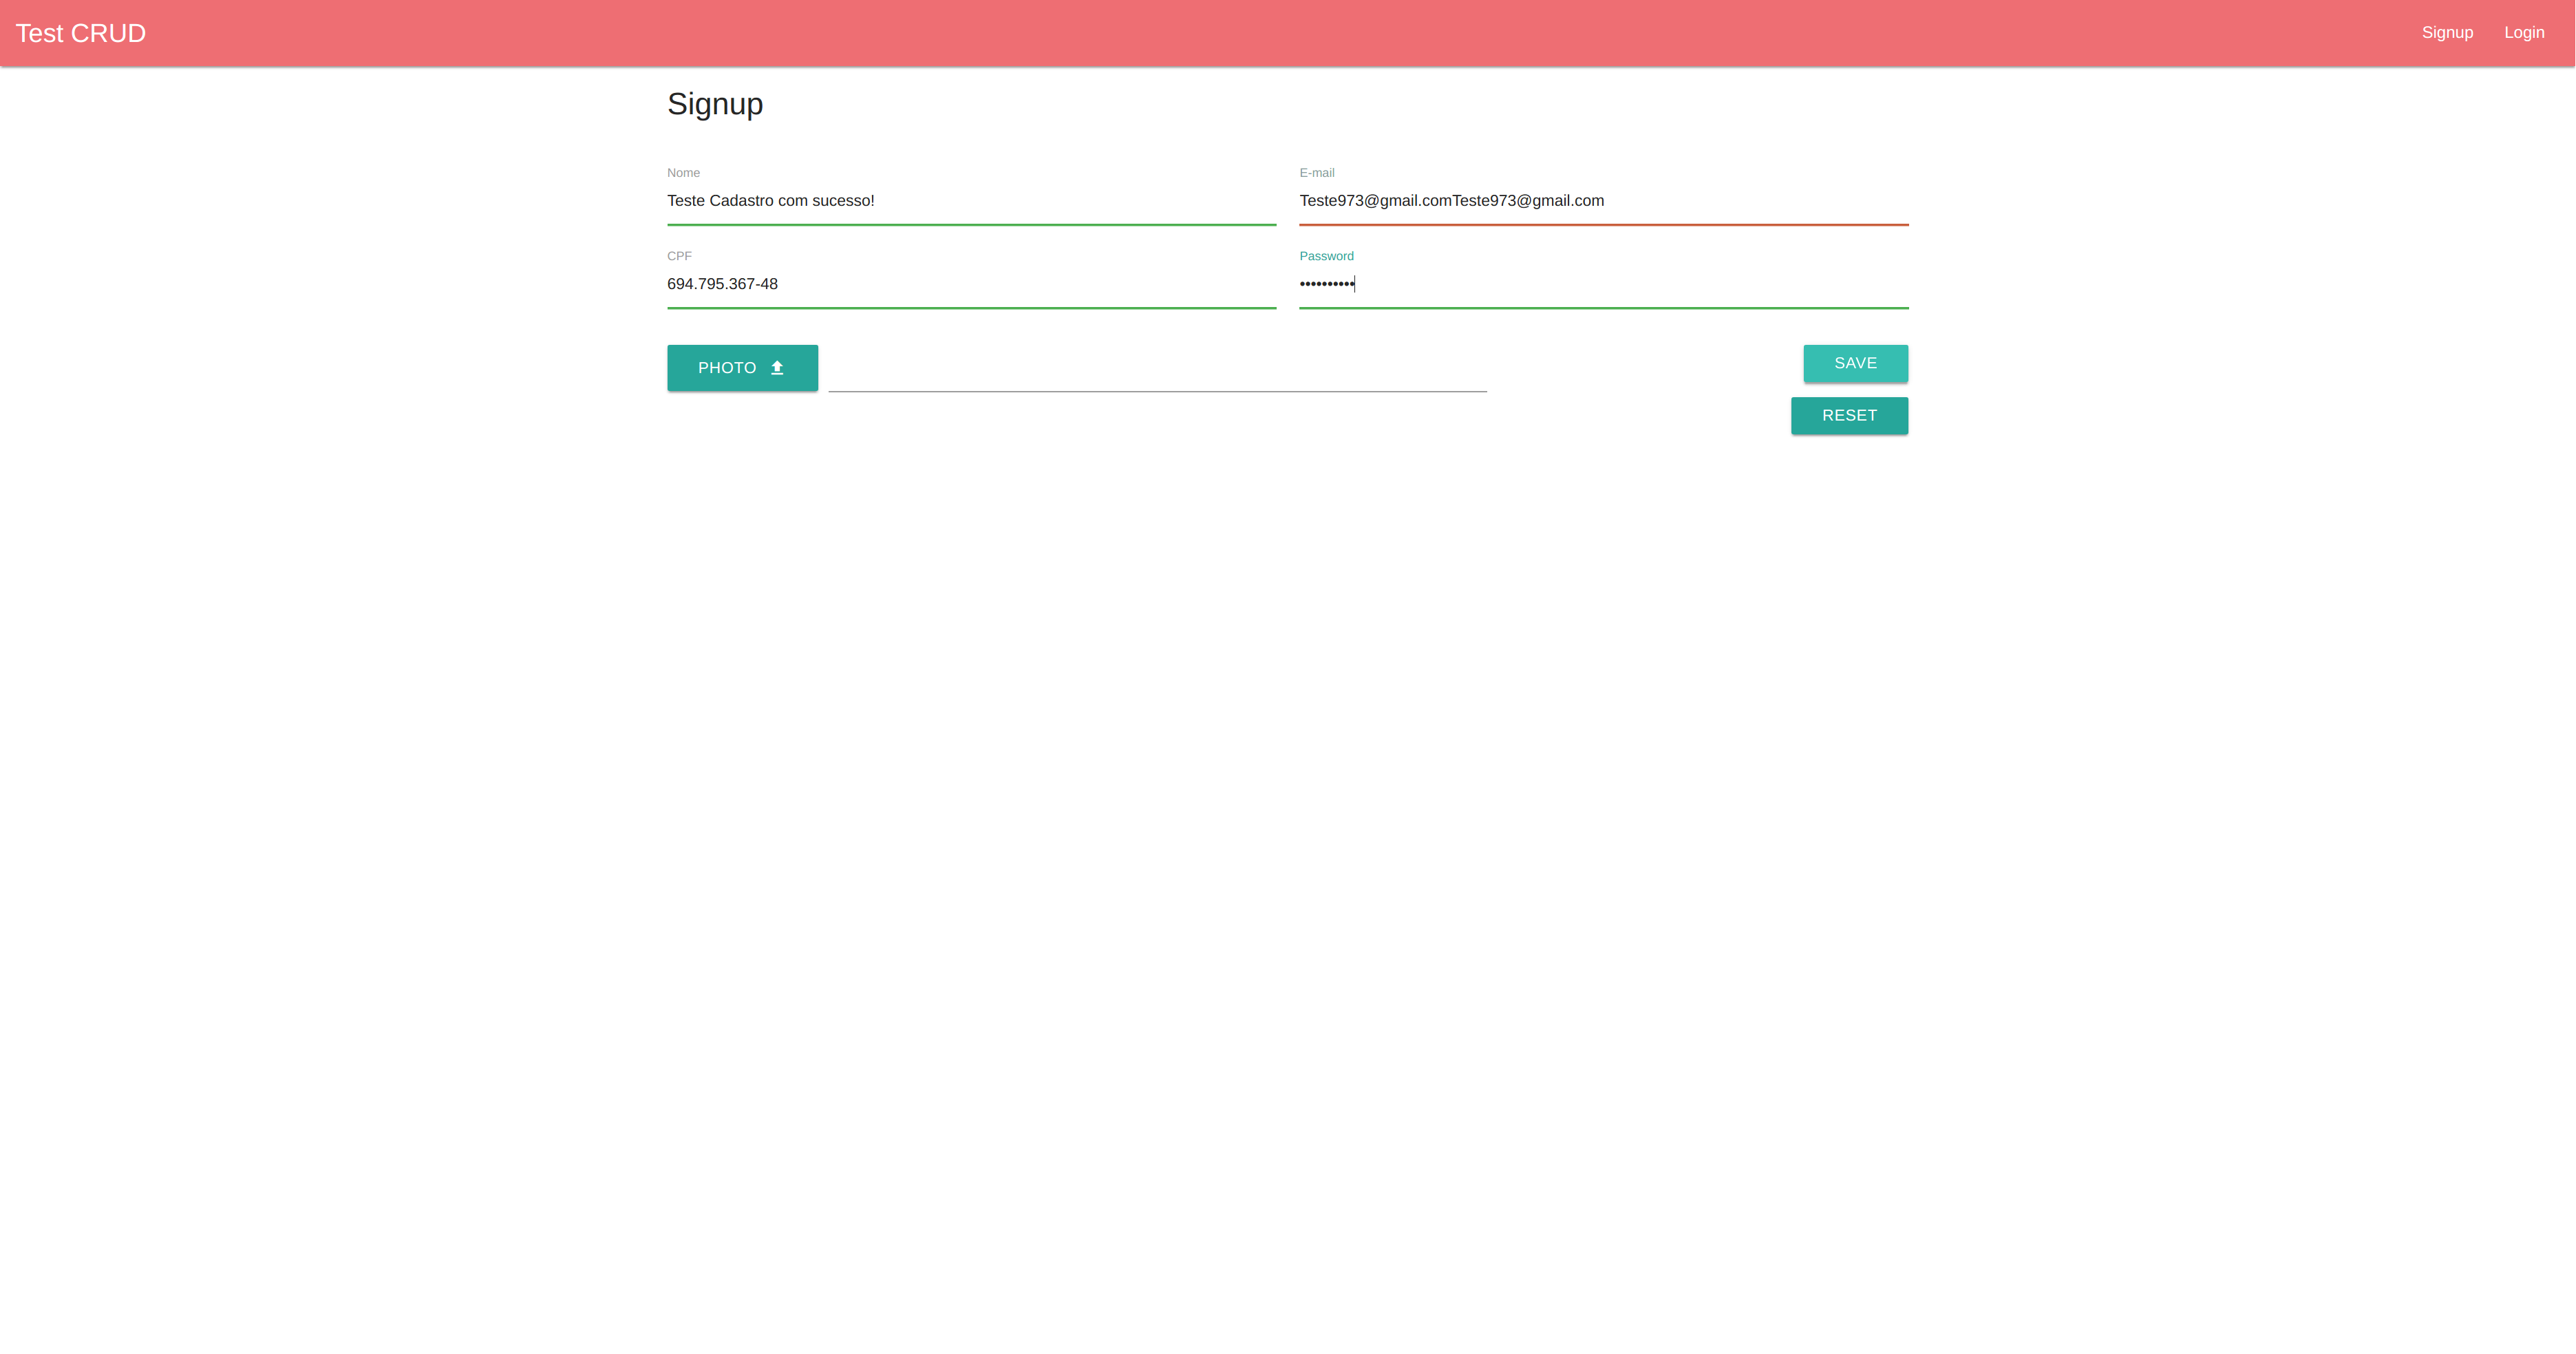 Test CRUD
Signup Login
Signup
Nome
Teste Cadastro com sucesso!
E-mail
Teste973@gmail.comTeste973@gmail.com
CPF
694.795.367-48
Password
••••••••••
PHOTO
SAVE
RESET